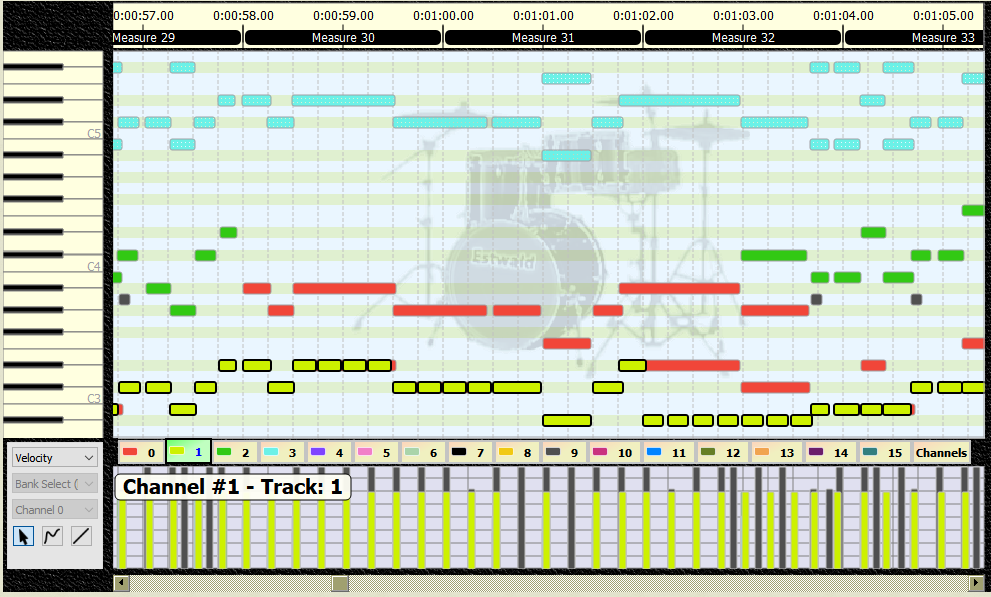 0:00:57.00 0:00:58.00 0:00:59.00 0:01:00.00 0:01:01.00 0:01:02.00 0:01:03.00 0:01:04.00 0:01:05.00
Measure 29 Measure 30 Measure 31 Measure 32 Measure 33
C5
Estwald
C4
C3
Velocity
0 1 2 3 4 5 6 7 8 9 10 11 12 13 14 15 Channels
Bank Select (
Channel #1 - Track: 1
Channel 0